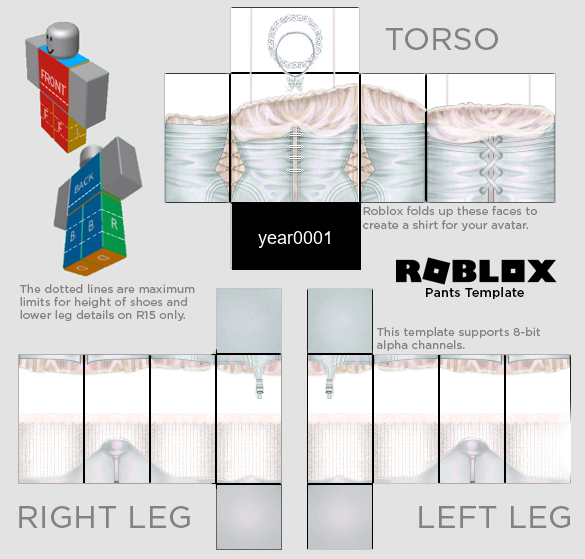 TORSO
FRONT
F F L
BACK
B B R
year0001
Roblox folds up these faces to
create a shirt for your avatar.
ROBLOX
Pants Template
The dotted lines are maximum
limits for height of shoes and
lower leg details on R15 only.
This template supports 8-bit
alpha channels.
RIGHT LEG
LEFT LEG